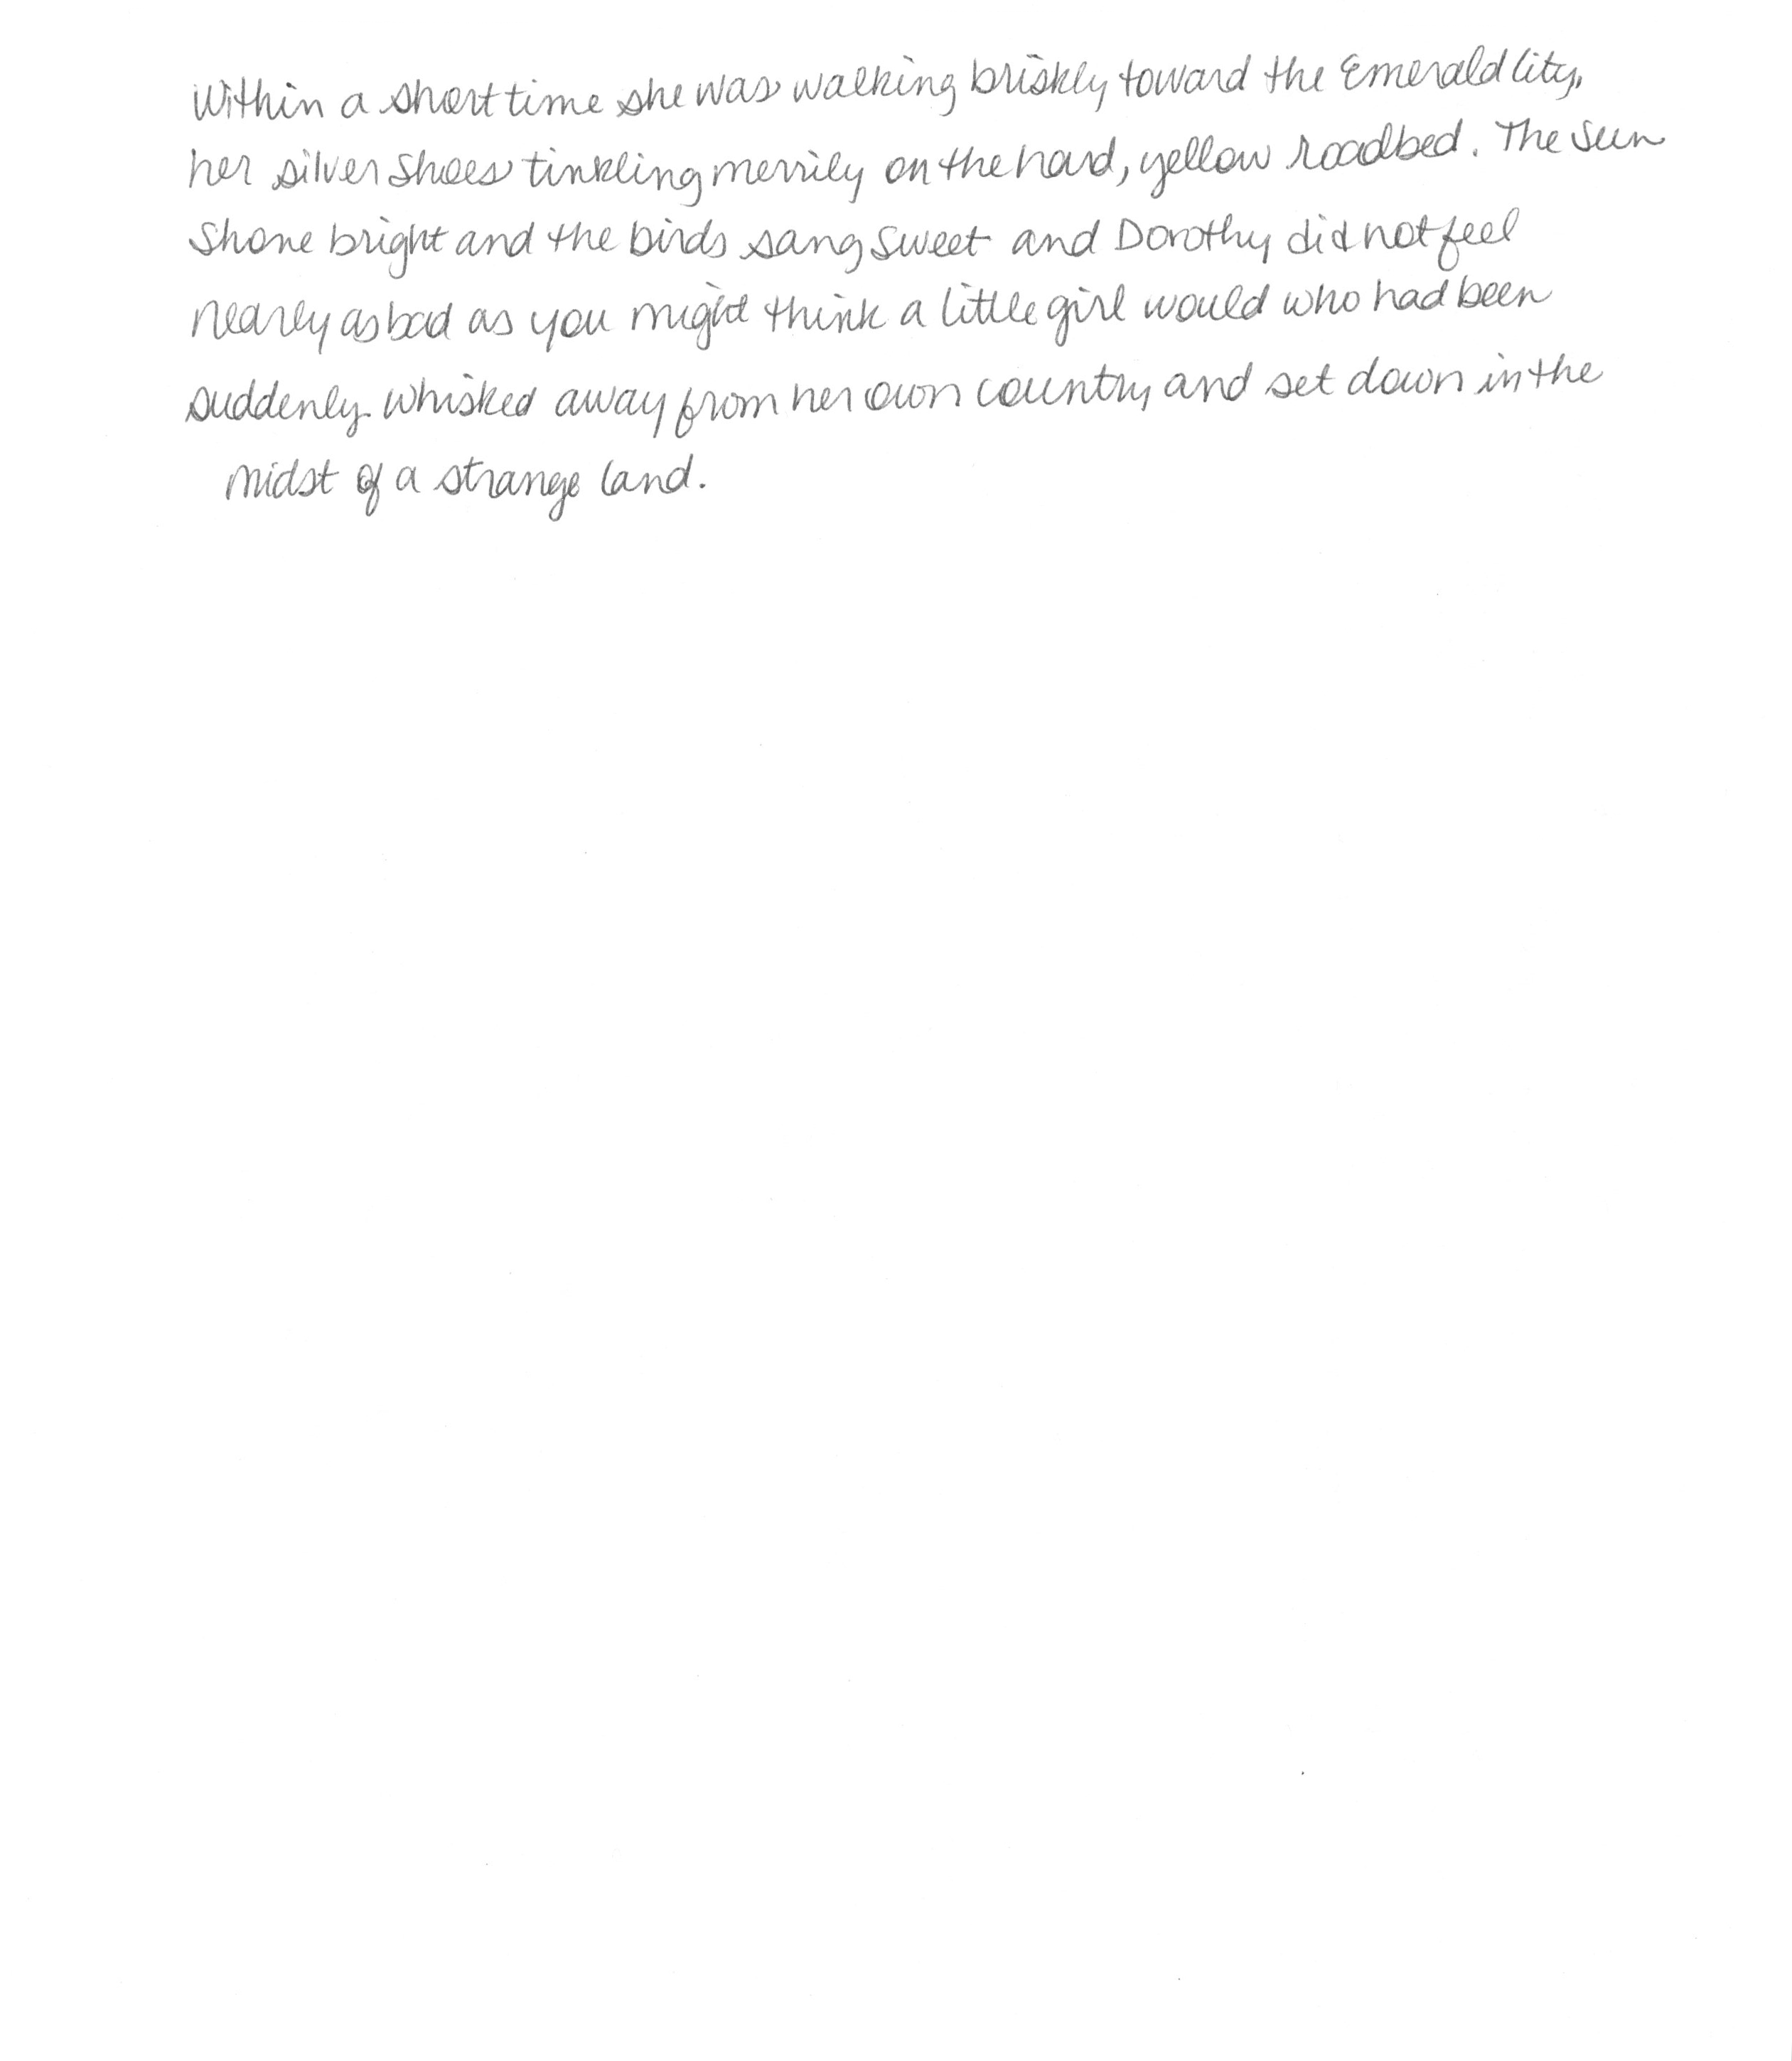 Within a short time she was walking briskly toward the Emerald City,
her silver shoes tinkling merrily on the hard, yellow roadbed. The sun
shone bright and the birds sang sweet and Dorothy did not feel
nearly as bad as you might think a little girl would who had been
suddenly whisked away from her own country and set down in the
midst of a strange land.